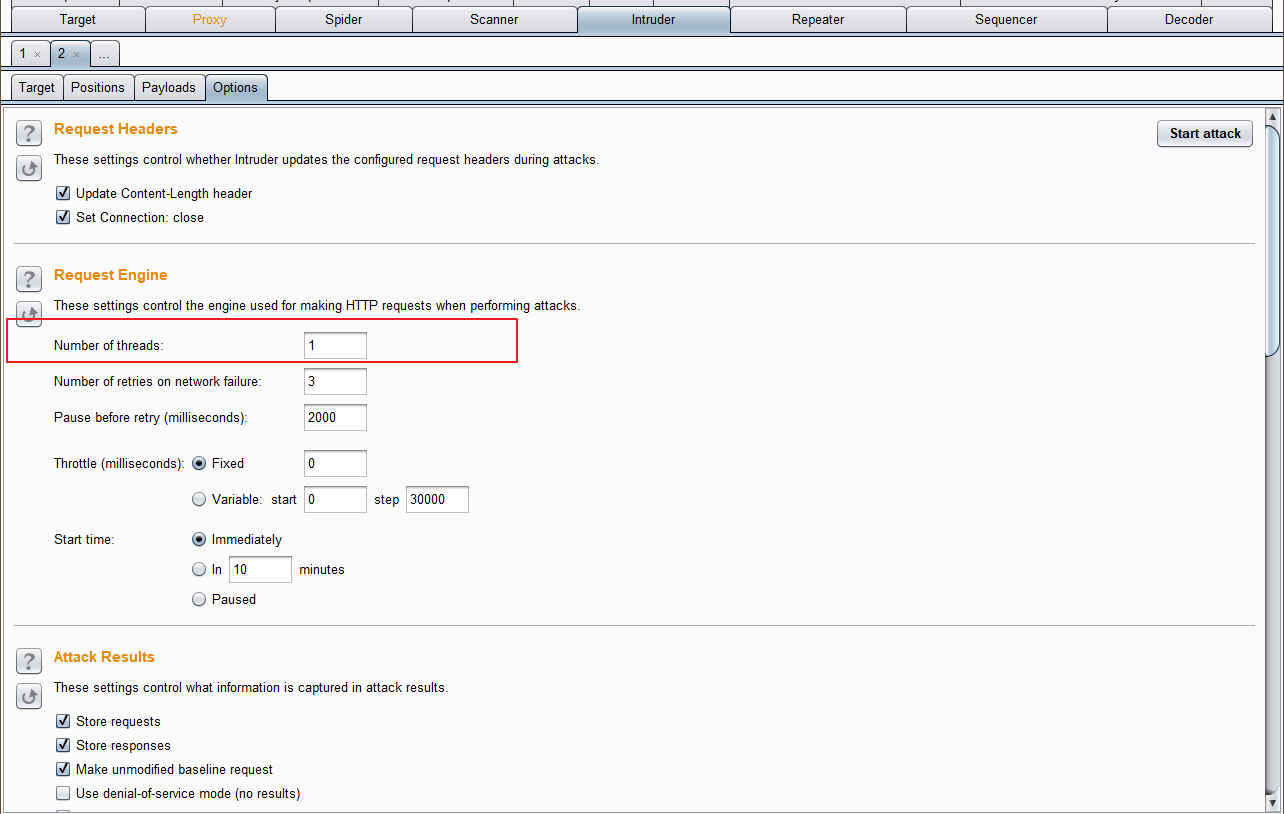 Target Proxy Spider Scanner Intruder Repeater Sequencer Decoder
1 × 2 × ...
Target Positions Payloads Options
? Request Headers Start attack
These settings control whether Intruder updates the configured request headers during attacks.
Update Content-Length header
Set Connection: close
? Request Engine
These settings control the engine used for making HTTP requests when performing attacks.
Number of threads: 1
Number of retries on network failure: 3
Pause before retry (milliseconds): 2000
Throttle (milliseconds): Fixed 0
Variable: start 0 step 30000
Start time: Immediately
In 10 minutes
Paused
? Attack Results
These settings control what information is captured in attack results.
Store requests
Store responses
Make unmodified baseline request
Use denial-of-service mode (no results)